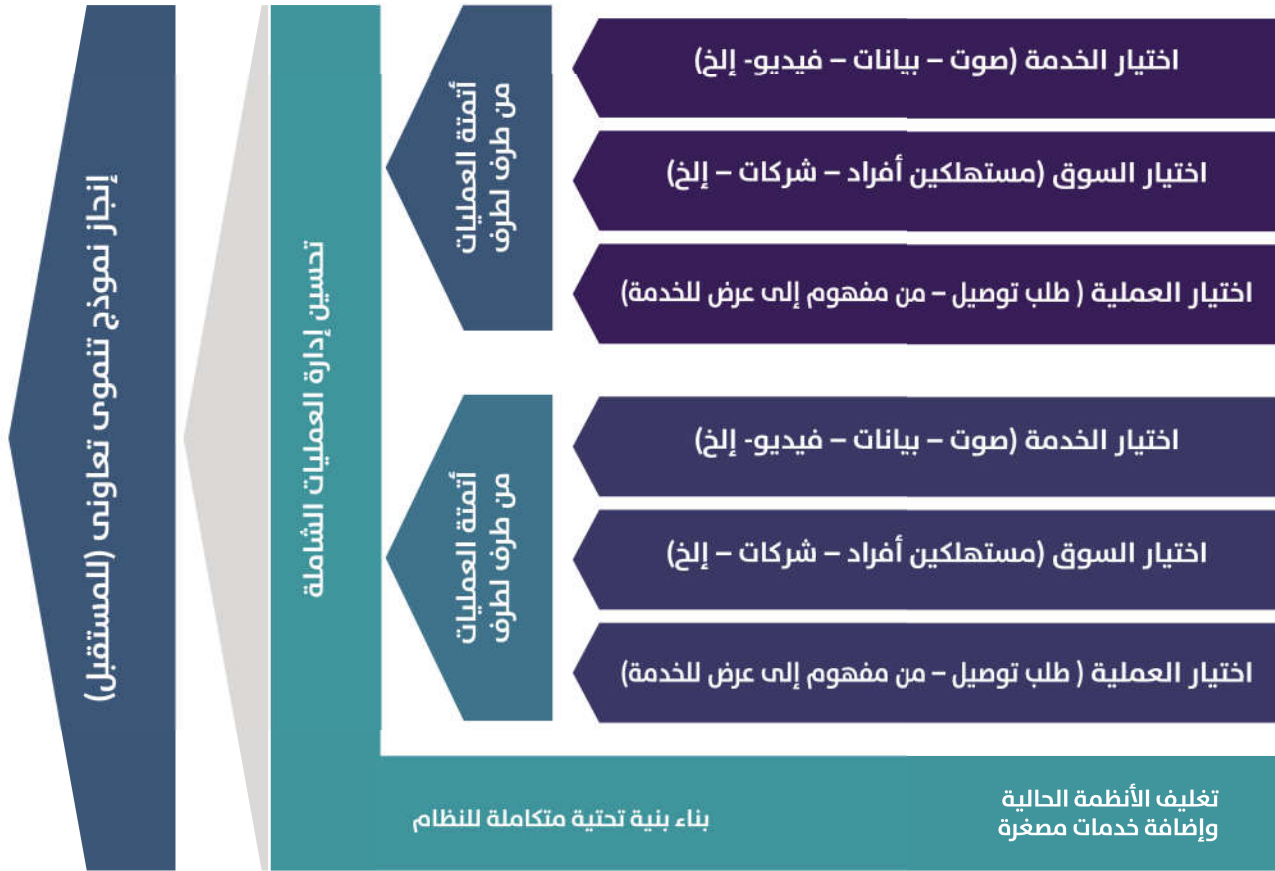 اختيار الخدمة (صوت – بيانات – فيديو- إلخ)
اختيار السوق (مستهلكين أفراد – شركات – إلخ)
اختيار العملية ( طلب توصيل – من مفهوم إلى عرض للخدمة)
أتمتة العمليات
من طرف لطرف
اختيار الخدمة (صوت – بيانات – فيديو- إلخ)
اختيار السوق (مستهلكين أفراد – شركات – إلخ)
اختيار العملية ( طلب توصيل – من مفهوم إلى عرض للخدمة)
أتمتة العمليات
من طرف لطرف
تغليف الأنظمة الحالية
وإضافة خدمات مصغرة
بناء بنية تحتية متكاملة للنظام
تحسين إدارة العمليات الشاملة
إنجاز نموذج تنموى تعاونى (للمستقبل)